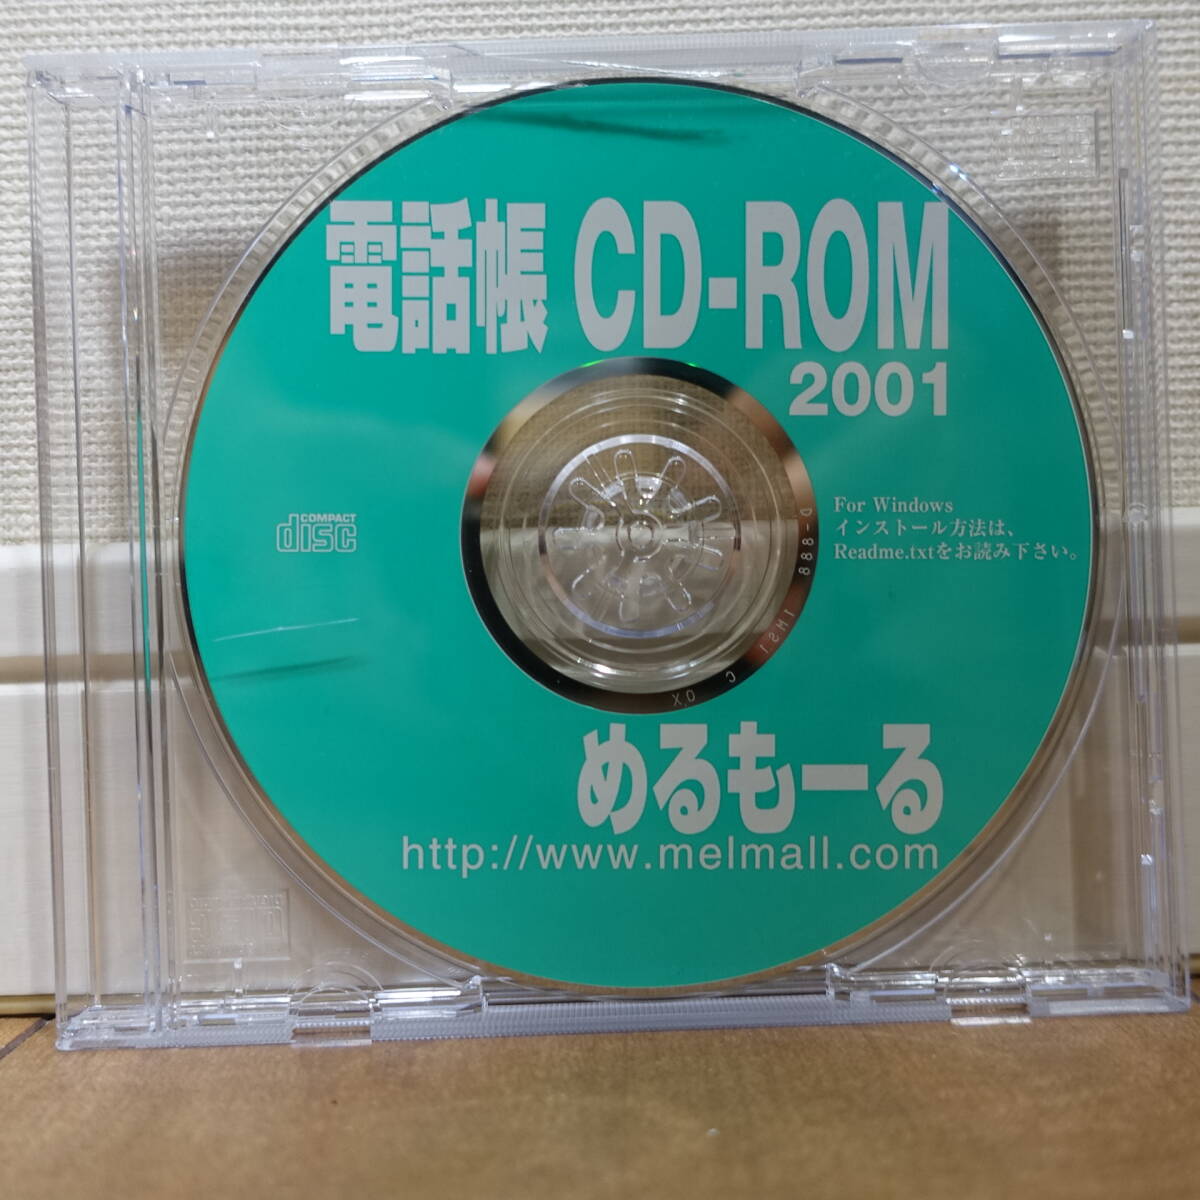 電話帳 CD-ROM
2001
COMPACT
disc
For Windows
インストール方法は、
Readme.txtをお読み下さい。
D-888
めるもーる
http://www.melmall.com